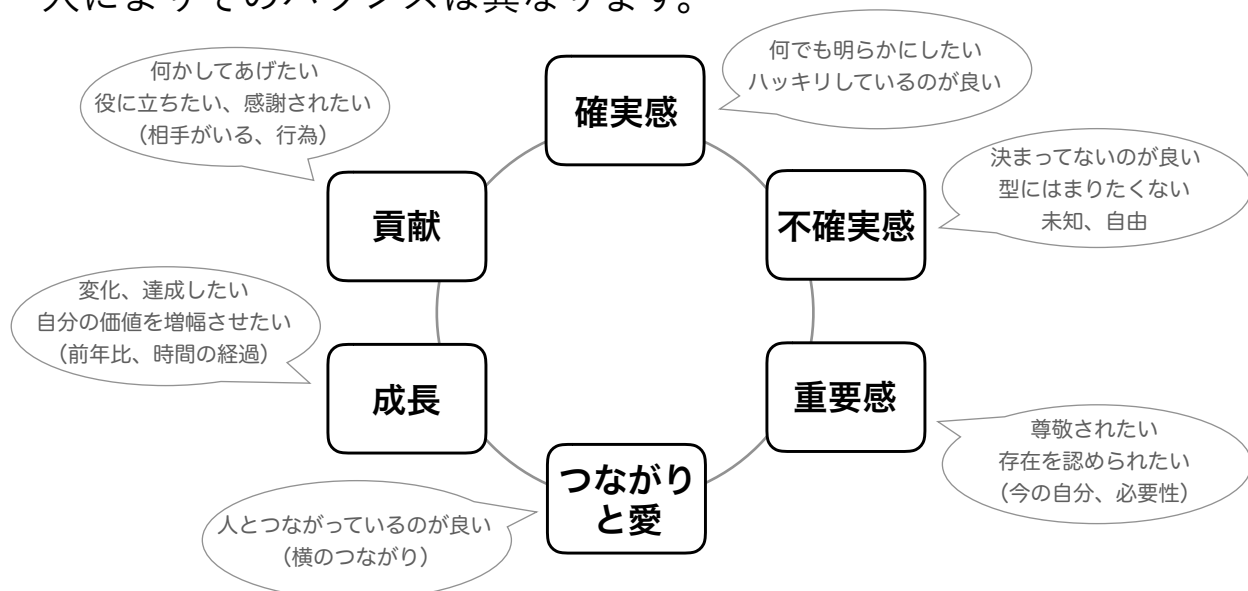 人によりそのバランスは異なります。
何かしてあげたい
役に立ちたい、感謝されたい
（相手がいる、行為）
確実感
何でも明らかにしたい
ハッキリしているのが良い
貢献
不確実感
決まってないのが良い
型にはまりたくない
未知、自由
変化、達成したい
自分の価値を増幅させたい
（前年比、時間の経過）
成長
重要感
尊敬されたい
存在を認められたい
（今の自分、必要性）
つながり
と愛
人とつながっているのが良い
（横のつながり）